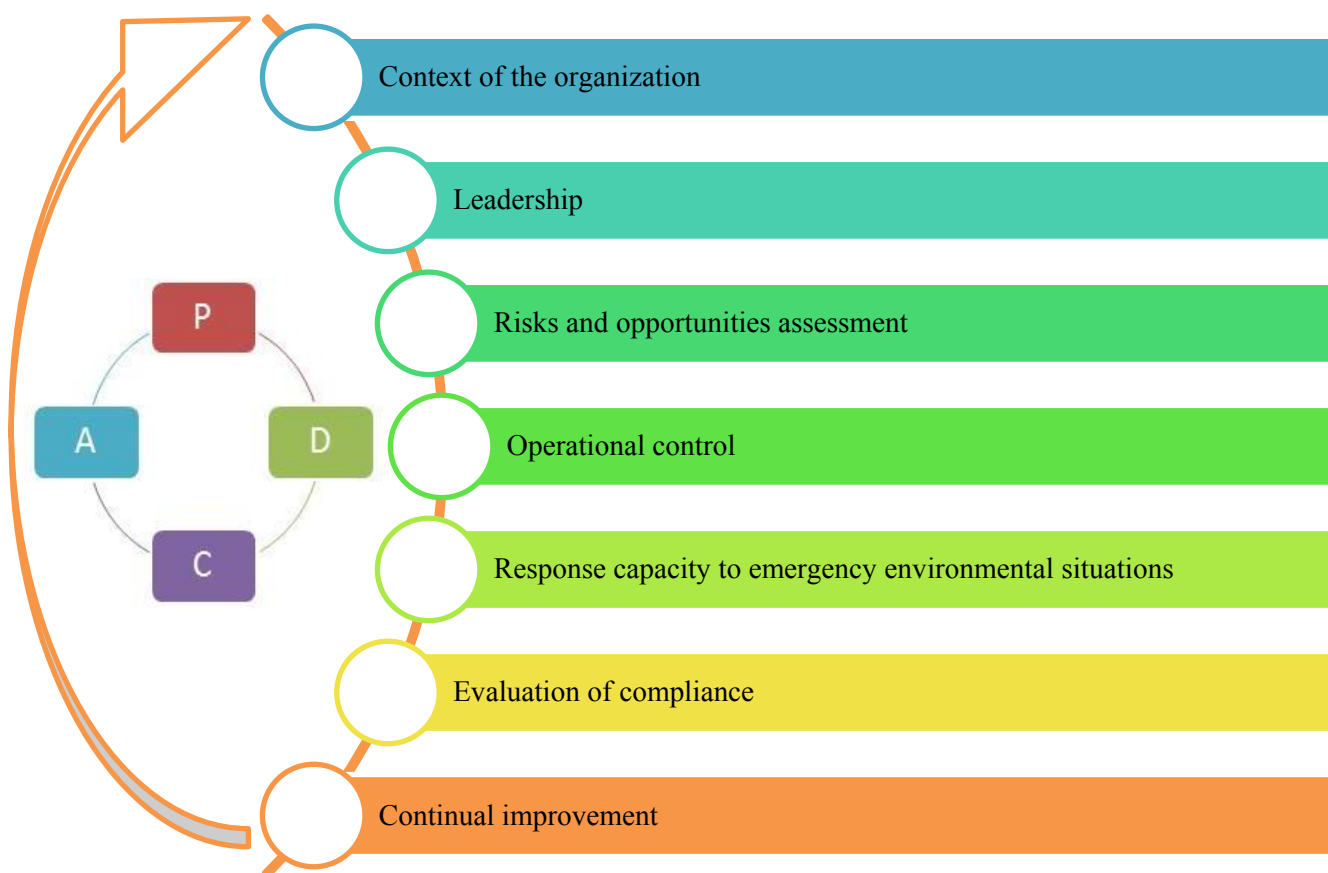 Context of the organization
Leadership
Risks and opportunities assessment
Operational control
Response capacity to emergency environmental situations
Evaluation of compliance
Continual improvement
P
A
D
C